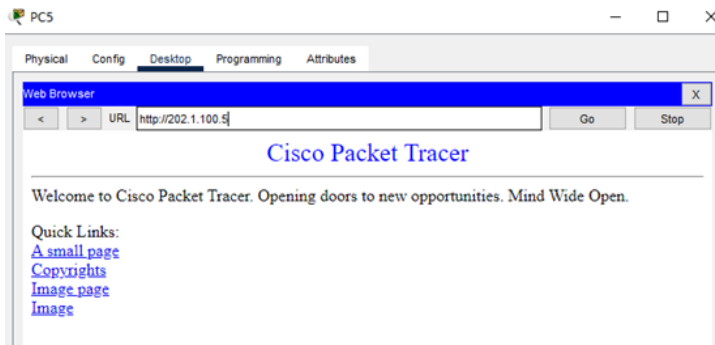 PC5
Physical Config Desktop Programming Attributes
Web Browser X
< > URL http://202.1.100.5 Go Stop
Cisco Packet Tracer
Welcome to Cisco Packet Tracer. Opening doors to new opportunities. Mind Wide Open.
Quick Links:
A small page
Copyrights
Image page
Image